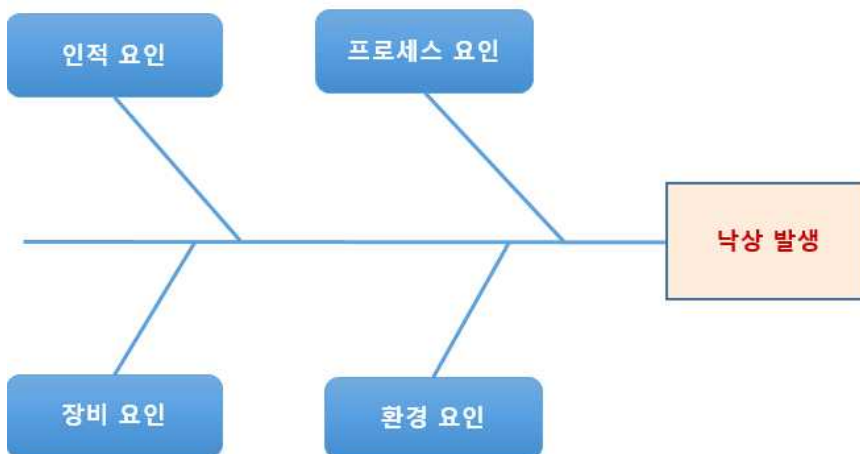 인적 요인
프로세스 요인
낙상 발생
장비 요인
환경 요인